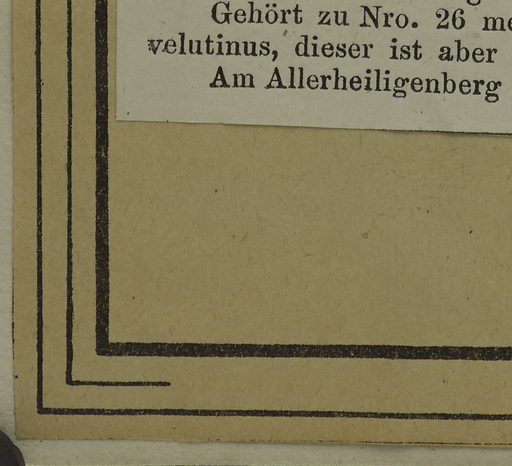 Gehört zu Nro. 26
velutinus, dieser ist aber
Am Allerheiligenberg